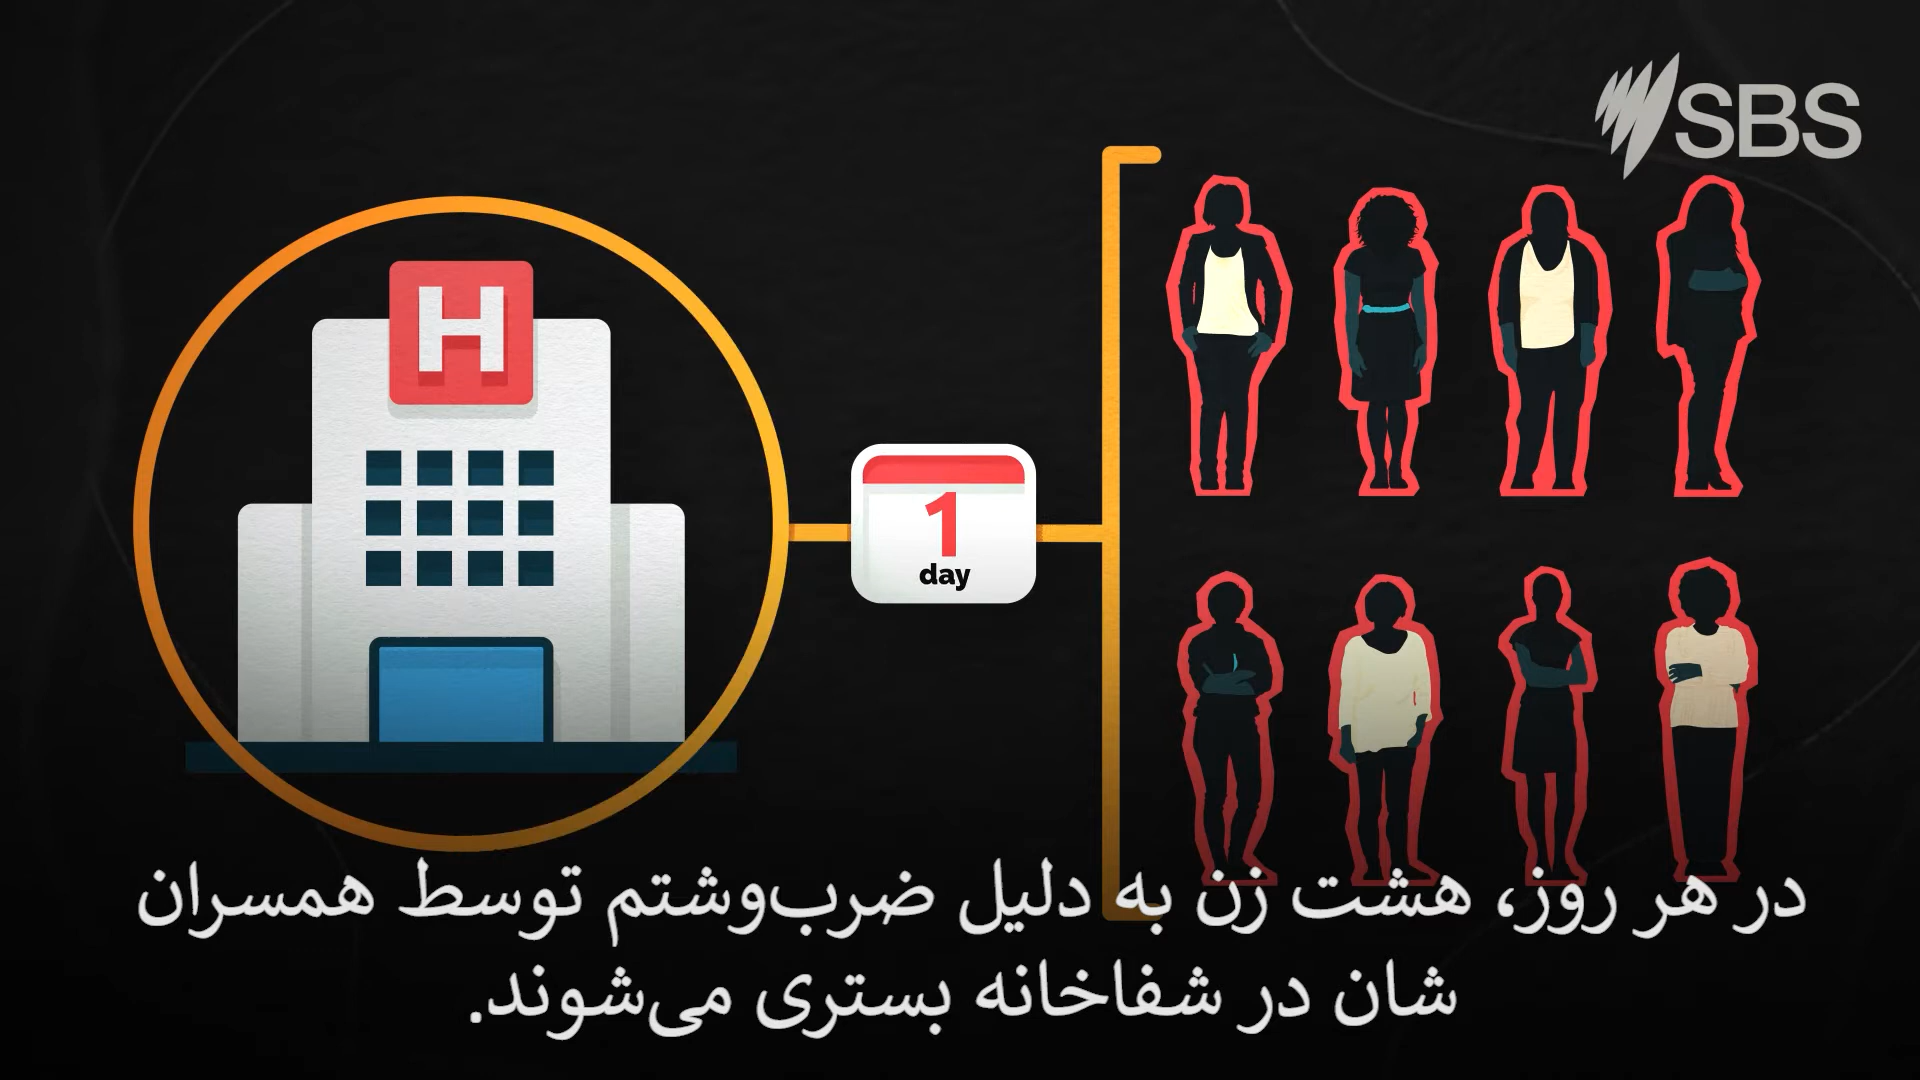 SBS
H
1
day
در هر روز، هشت زن به دلیل ضرب‌وشتم توسط همسران
شان در شفاخانه بستری می‌شوند.